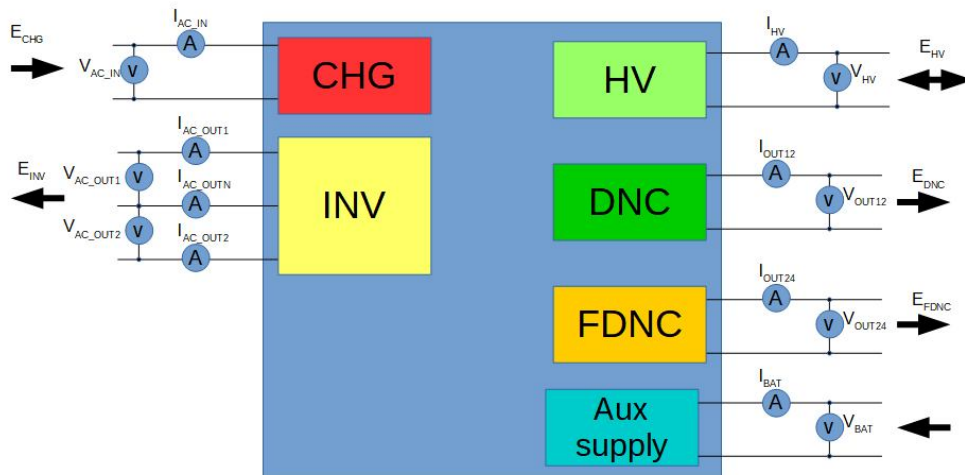 I_AC_IN
E_CHG
A
V_AC_IN
V
CHG
I_AC_OUT1
A
E_INV
V_AC_OUT1
V
I_AC_OUTN
A
INV
V_AC_OUT2
V
I_AC_OUT2
A
I_HV
A
E_HV
HV
V
V_HV
I_OUT12
A
E_DNC
DNC
V
V_OUT12
I_OUT24
A
E_FDNC
FDNC
V
V_OUT24
I_BAT
A
Aux
supply
V
V_BAT